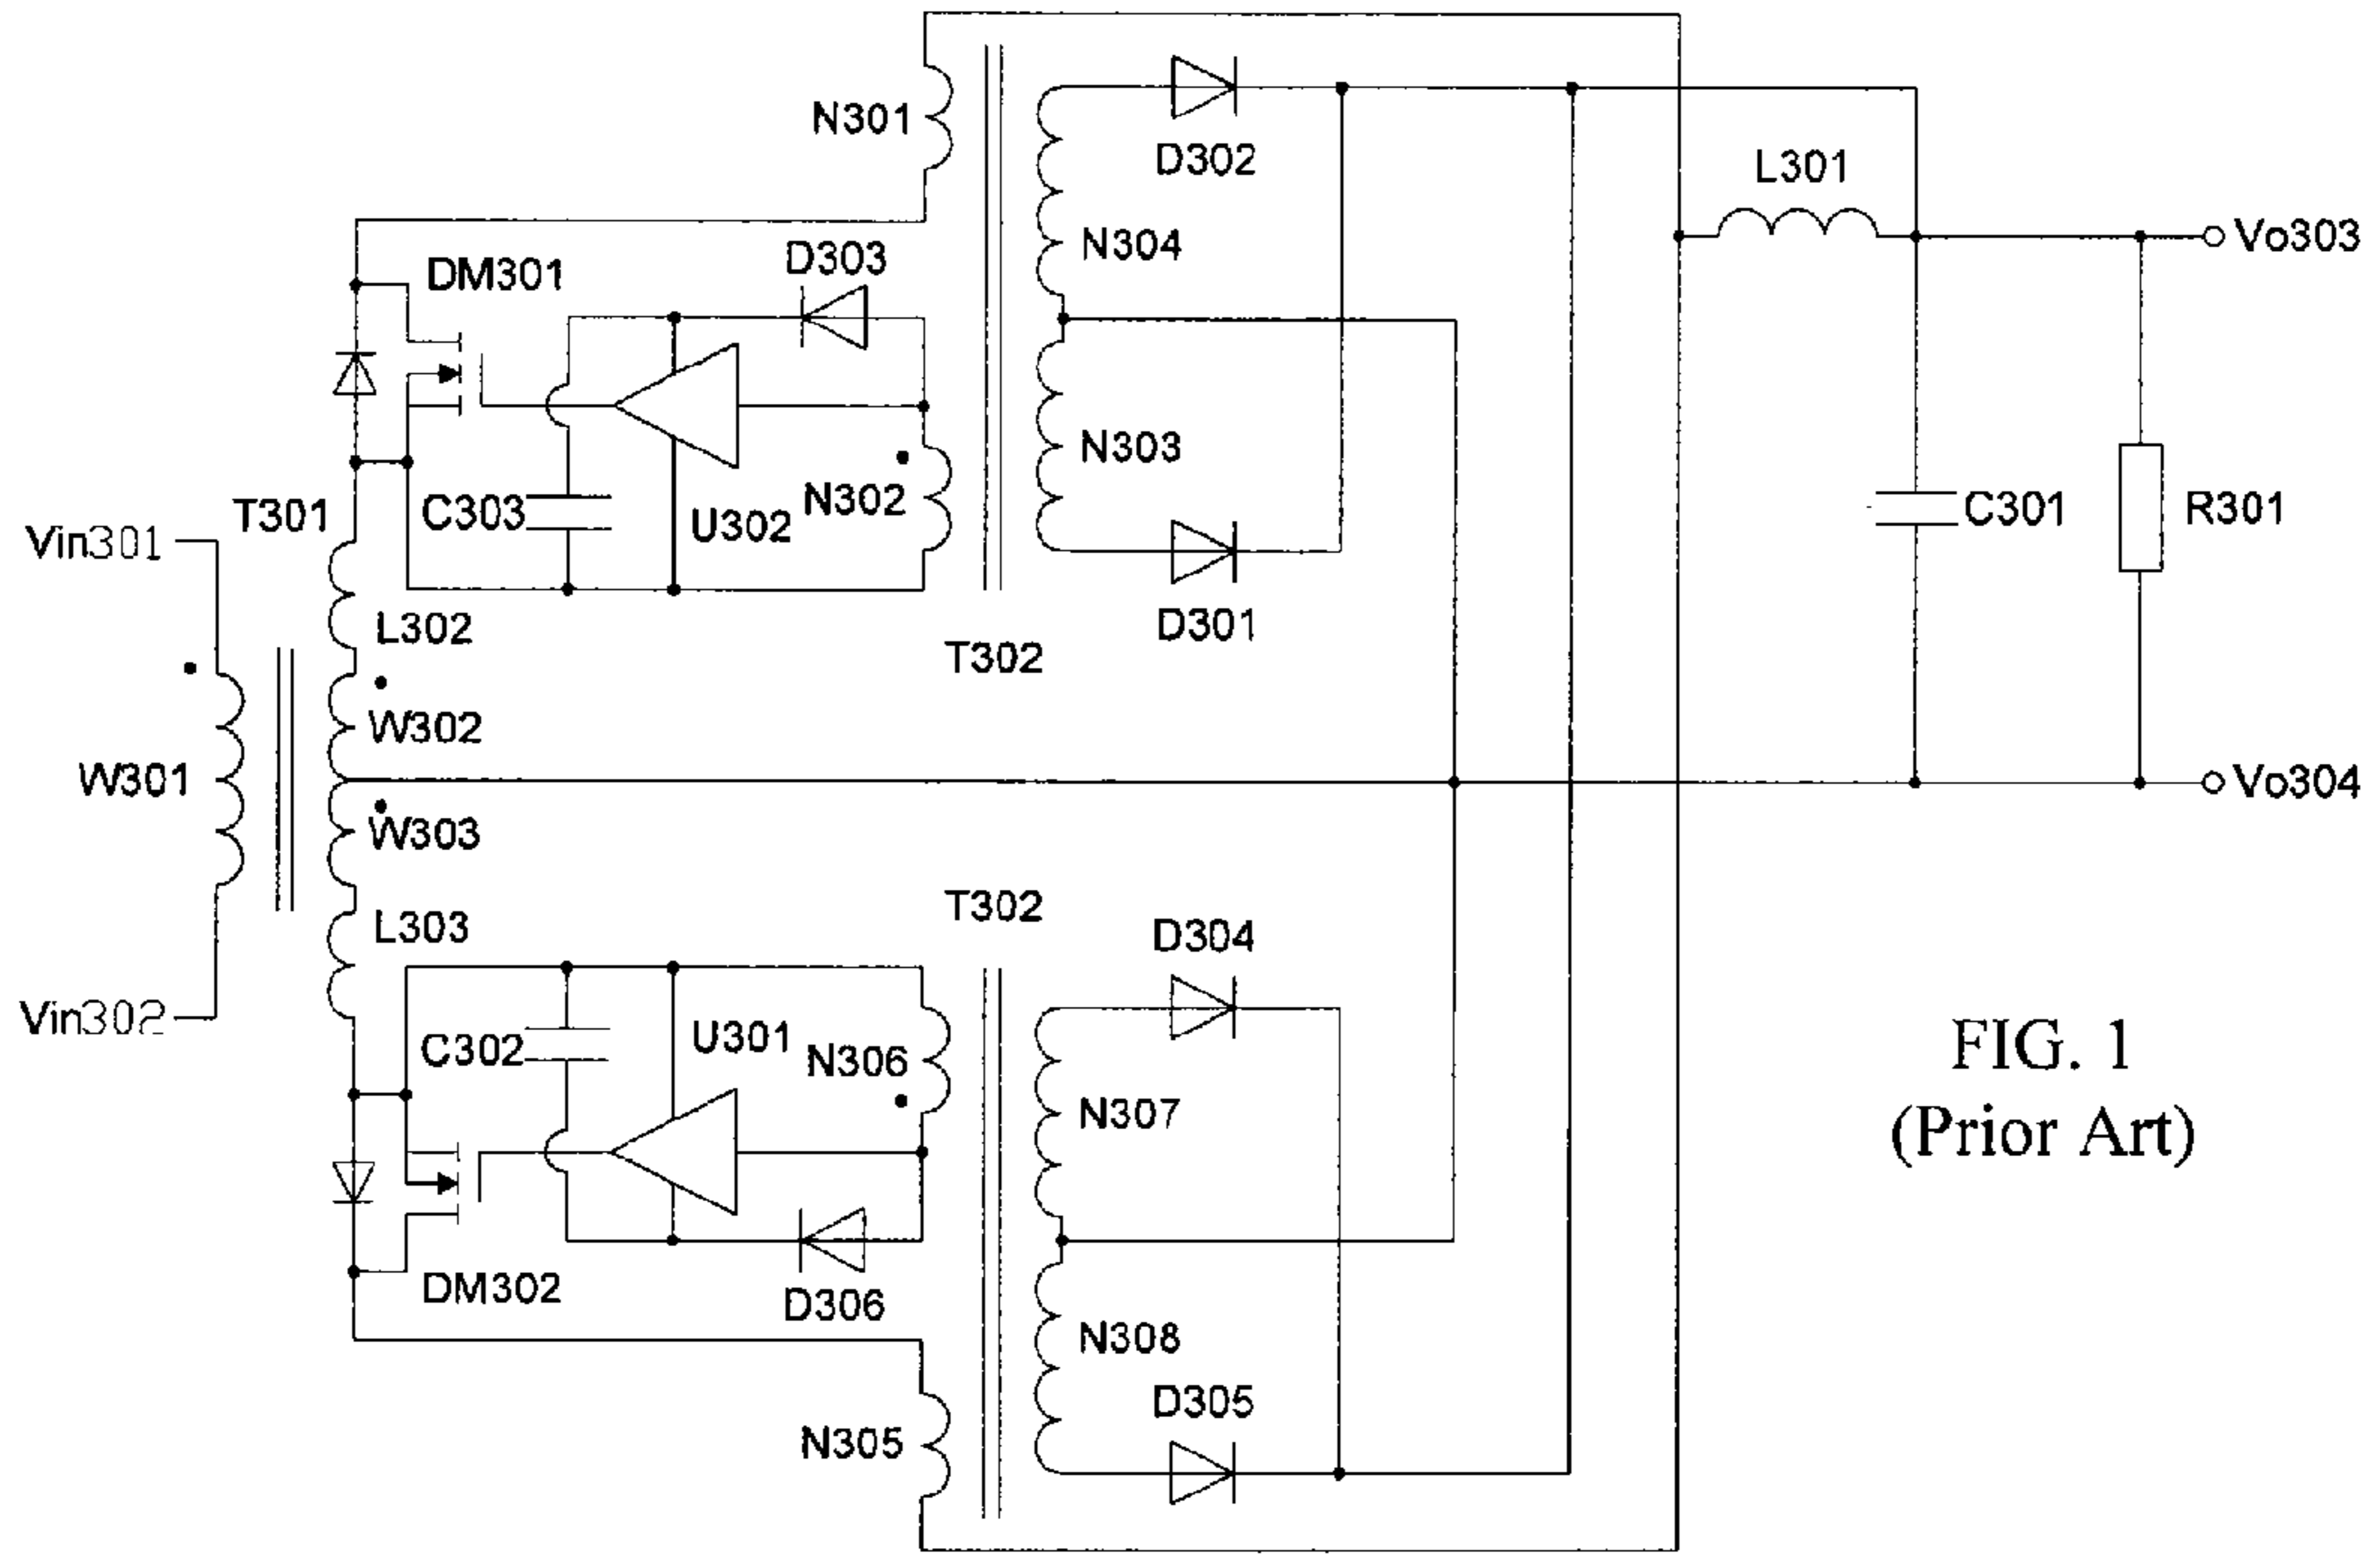 N301
D302
L301
N304
Vo303
D303
DM301
N303
N302
C303
U302
T301
C301
R301
Vin301
D301
L302
T302
W302
W301
Vo304
W303
T302
L303
D304
Vin302
U301
C302
N306
N307
FIG. 1
(Prior Art)
DM302
D306
N308
D305
N305